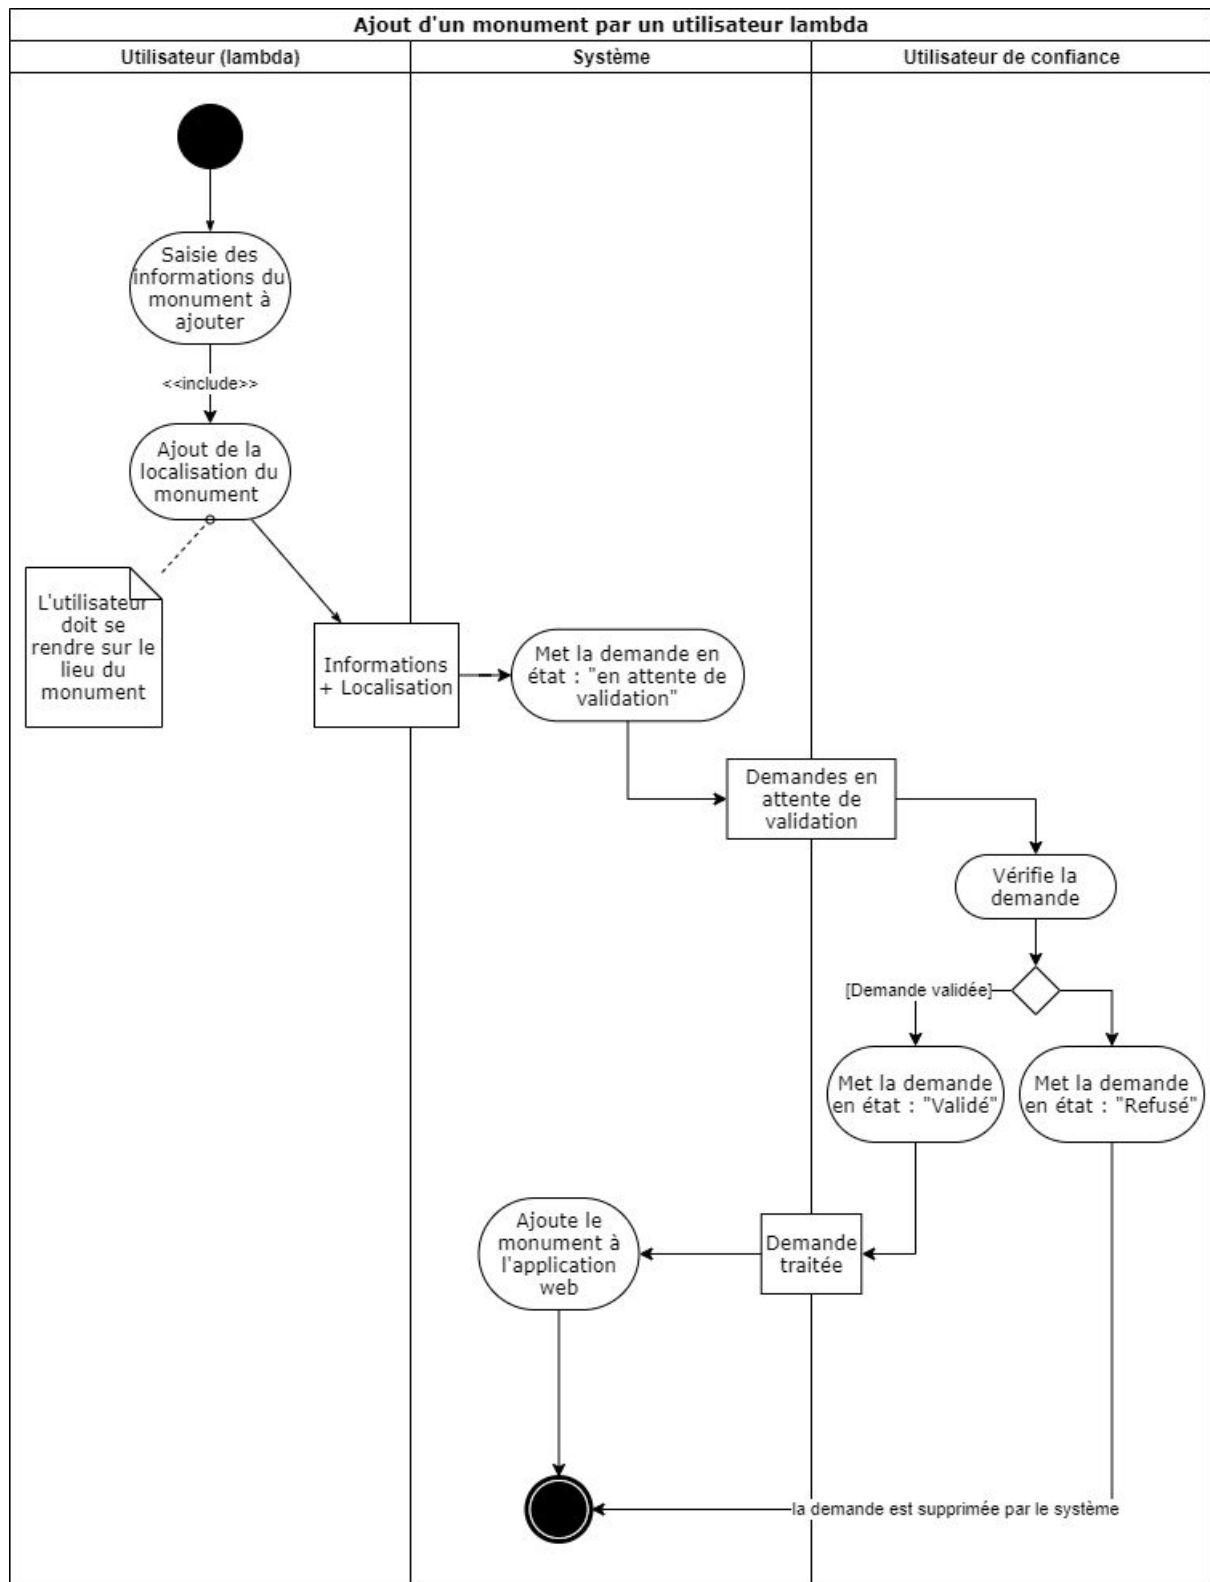 Ajout d'un monument par un utilisateur lambda
Utilisateur (lambda)
Système
Utilisateur de confiance
Saisie des
informations du
monument à
ajouter
<<include>>
Ajout de la
localisation du
monument
L'utilisateur
doit se
rendre sur le
lieu du
monument
Informations
+ Localisation
Met la demande en
état : "en attente de
validation"
Demandes en
attente de
validation
Vérifie la
demande
[Demande validée]
Met la demande
en état : "Validé"
Met la demande
en état : "Refusé"
Demande
traitée
Ajoute le
monument à
l'application
web
la demande est supprimée par le système